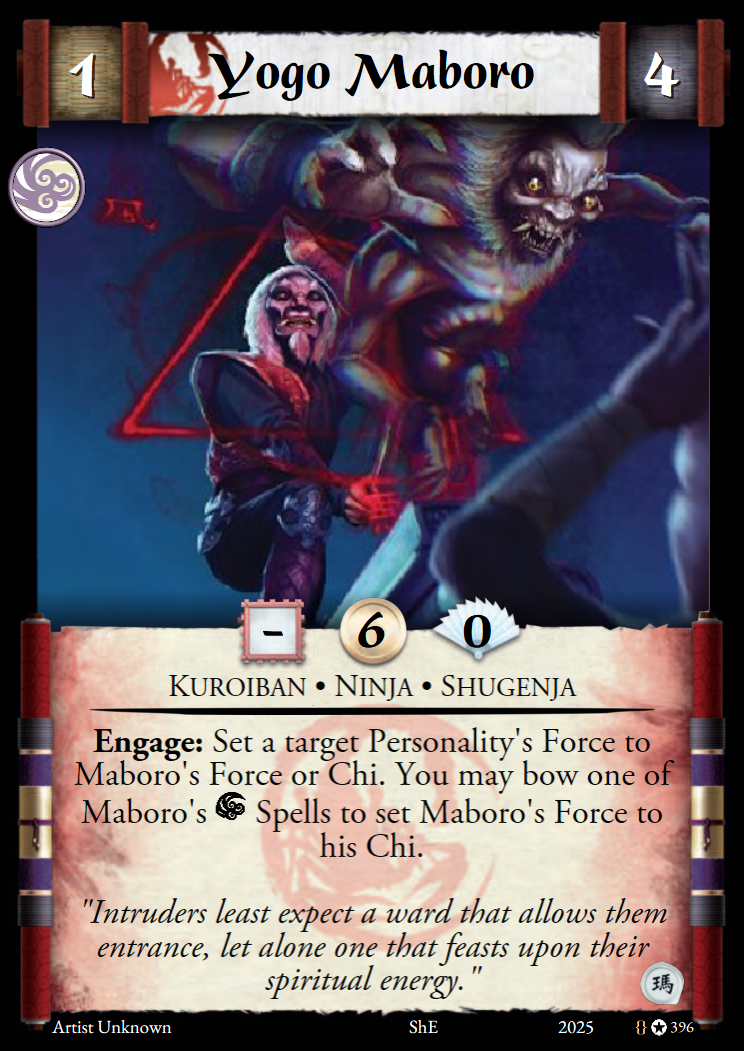 1 Yogo Maboro 4
- 6 0
Kuroiban • Ninja • Shugenja
Engage: Set a target Personality's Force to
Maboro's Force or Chi. You may bow one of
Maboro's Spells to set Maboro's Force to
his Chi.
"Intruders least expect a ward that allows them
entrance, let alone one that feasts upon their
spiritual energy."
瑪
Artist Unknown ShE 2025 {} 396